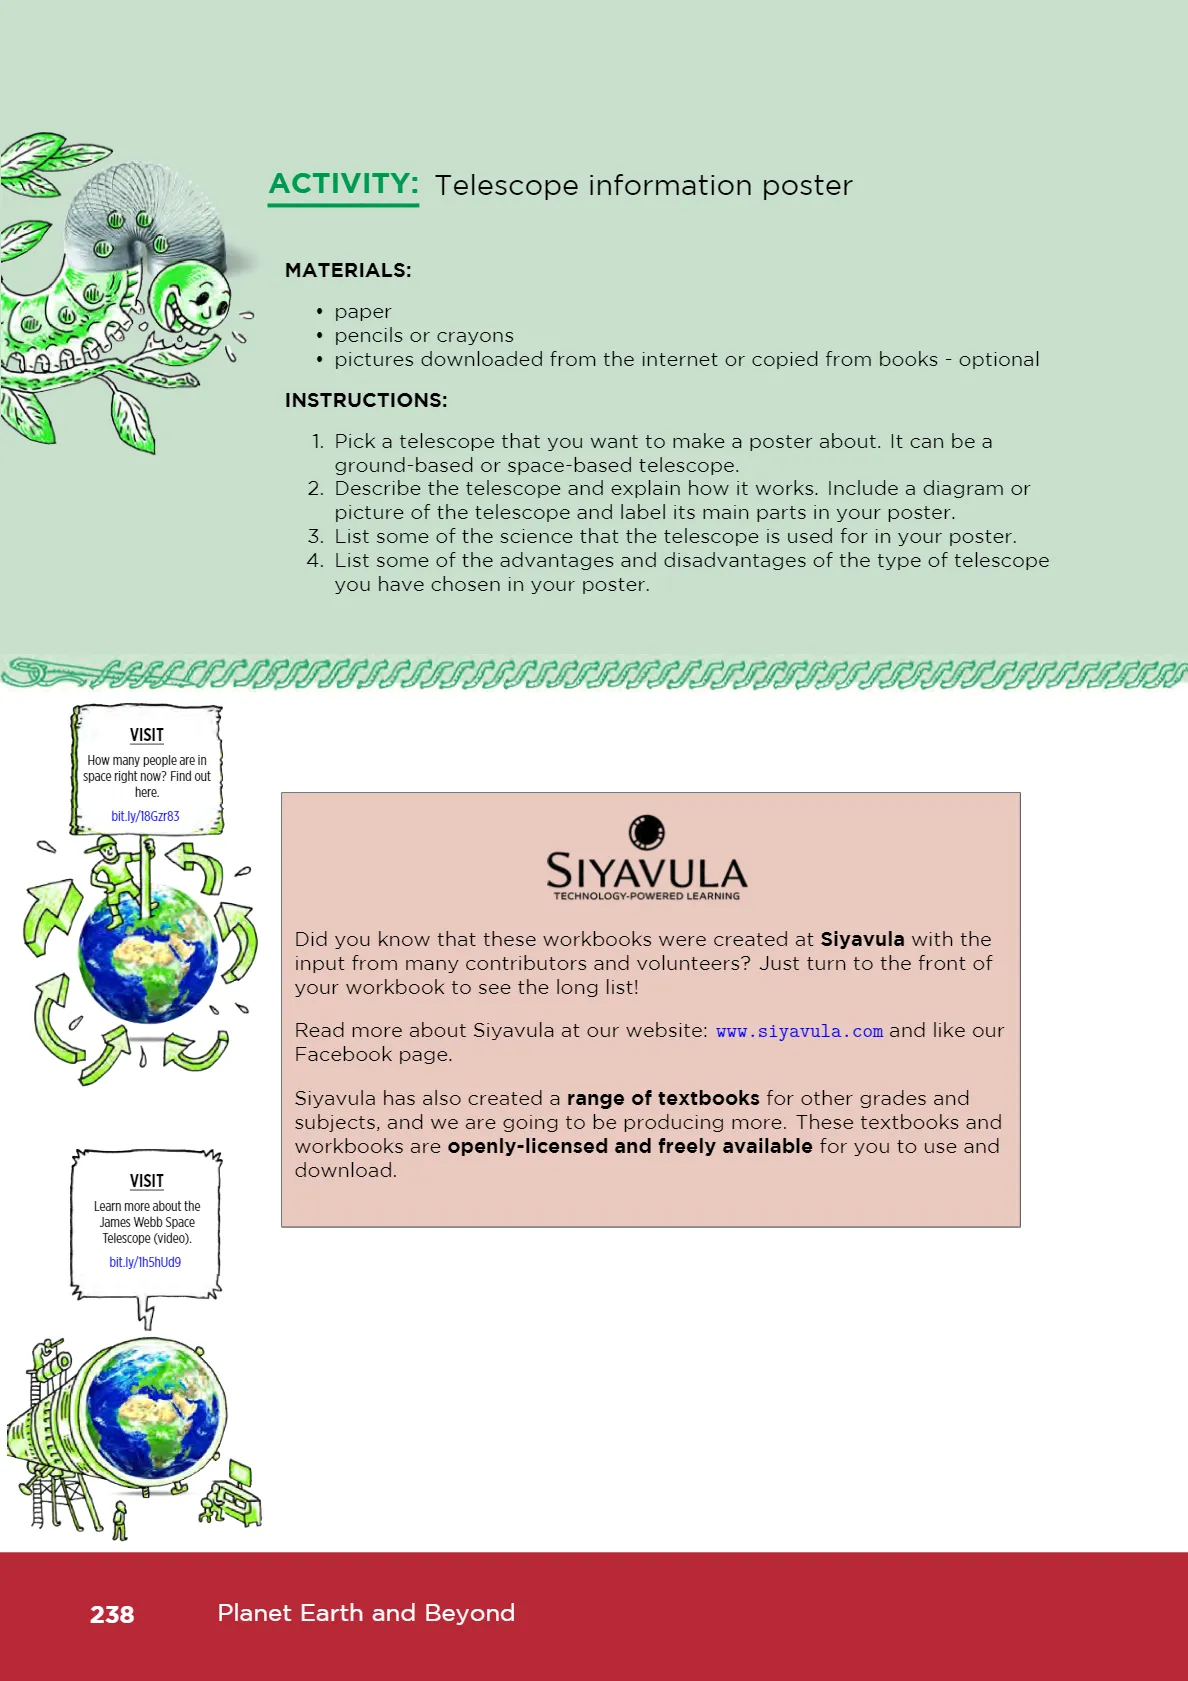 ACTIVITY: Telescope information poster
MATERIALS:
• paper
• pencils or crayons
• pictures downloaded from the internet or copied from books - optional
INSTRUCTIONS:
1. Pick a telescope that you want to make a poster about. It can be a
ground-based or space-based telescope.
2. Describe the telescope and explain how it works. Include a diagram or
picture of the telescope and label its main parts in your poster.
3. List some of the science that the telescope is used for in your poster.
4. List some of the advantages and disadvantages of the type of telescope
you have chosen in your poster.
VISIT
How many people are in
space right now? Find out
here.
bit.ly/18Gzr83
SIYAVULA
TECHNOLOGY-POWERED LEARNING
Did you know that these workbooks were created at Siyavula with the
input from many contributors and volunteers? Just turn to the front of
your workbook to see the long list!
Read more about Siyavula at our website: www.siyavula.com and like our
Facebook page.
Siyavula has also created a range of textbooks for other grades and
subjects, and we are going to be producing more. These textbooks and
workbooks are openly-licensed and freely available for you to use and
download.
VISIT
Learn more about the
James Webb Space
Telescope (video).
bit.ly/1h5hUd9
238 Planet Earth and Beyond